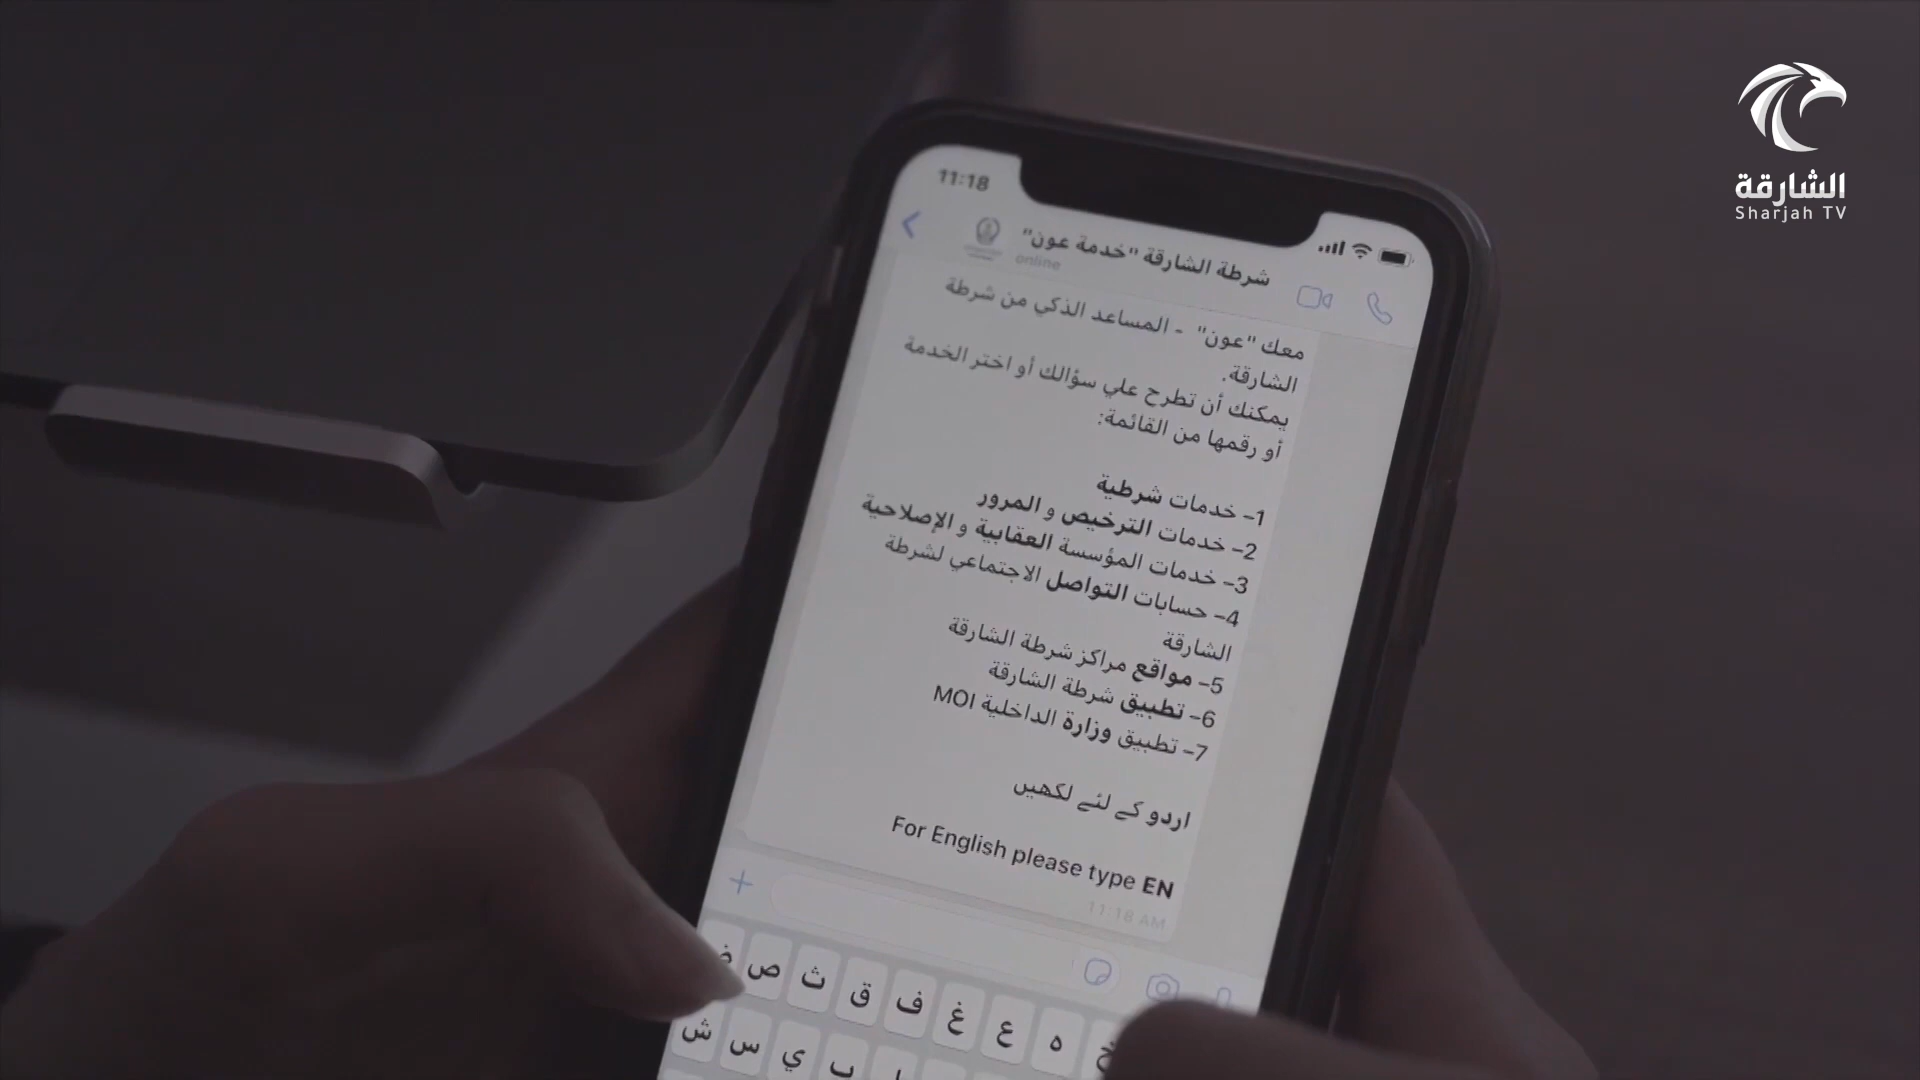 الشارقة
Sharjah TV
11:18
شرطة الشارقة "خدمة عون"
online
معك "عون" - المساعد الذكي من شرطة
الشارقة.
يمكنك أن تطرح علي سؤالك أو اختر الخدمة
أو رقمها من القائمة:
1- خدمات شرطية
2- خدمات الترخيص و المرور
3- خدمات المؤسسة العقابية و الإصلاحية
4- حسابات التواصل الاجتماعي لشرطة
الشارقة
5- مواقع مراكز شرطة الشارقة
6- تطبيق شرطة الشارقة
7- تطبيق وزارة الداخلية MOI
اردو کے لئے لکھیں
For English please type EN
11:18 AM
ض ص ث ق ف غ ع ه خ
ش س ي ب ا